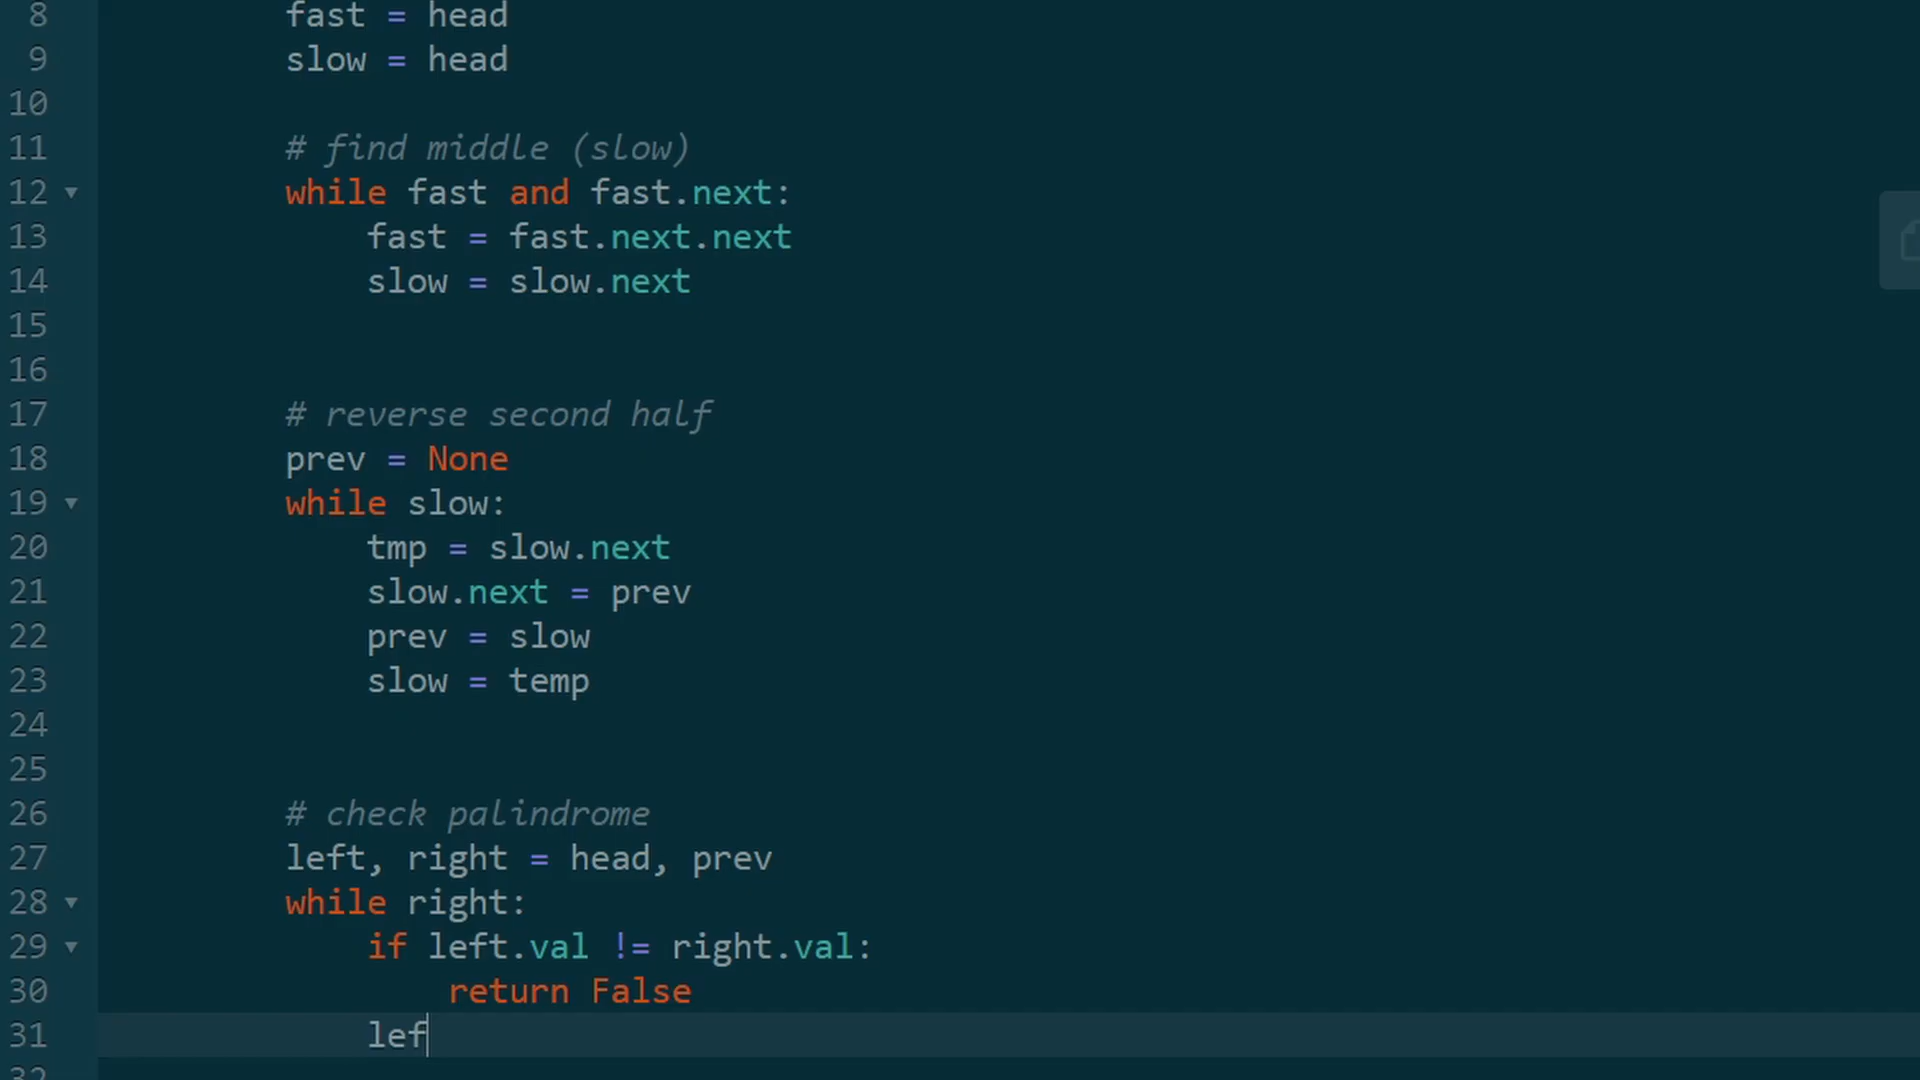 8 fast = head
9 slow = head
10
11 # find middle (slow)
12 while fast and fast.next:
13 fast = fast.next.next
14 slow = slow.next
15
16
17 # reverse second half
18 prev = None
19 while slow:
20 tmp = slow.next
21 slow.next = prev
22 prev = slow
23 slow = temp
24
25
26 # check palindrome
27 left, right = head, prev
28 while right:
29 if left.val != right.val:
30 return False
31 lef
32